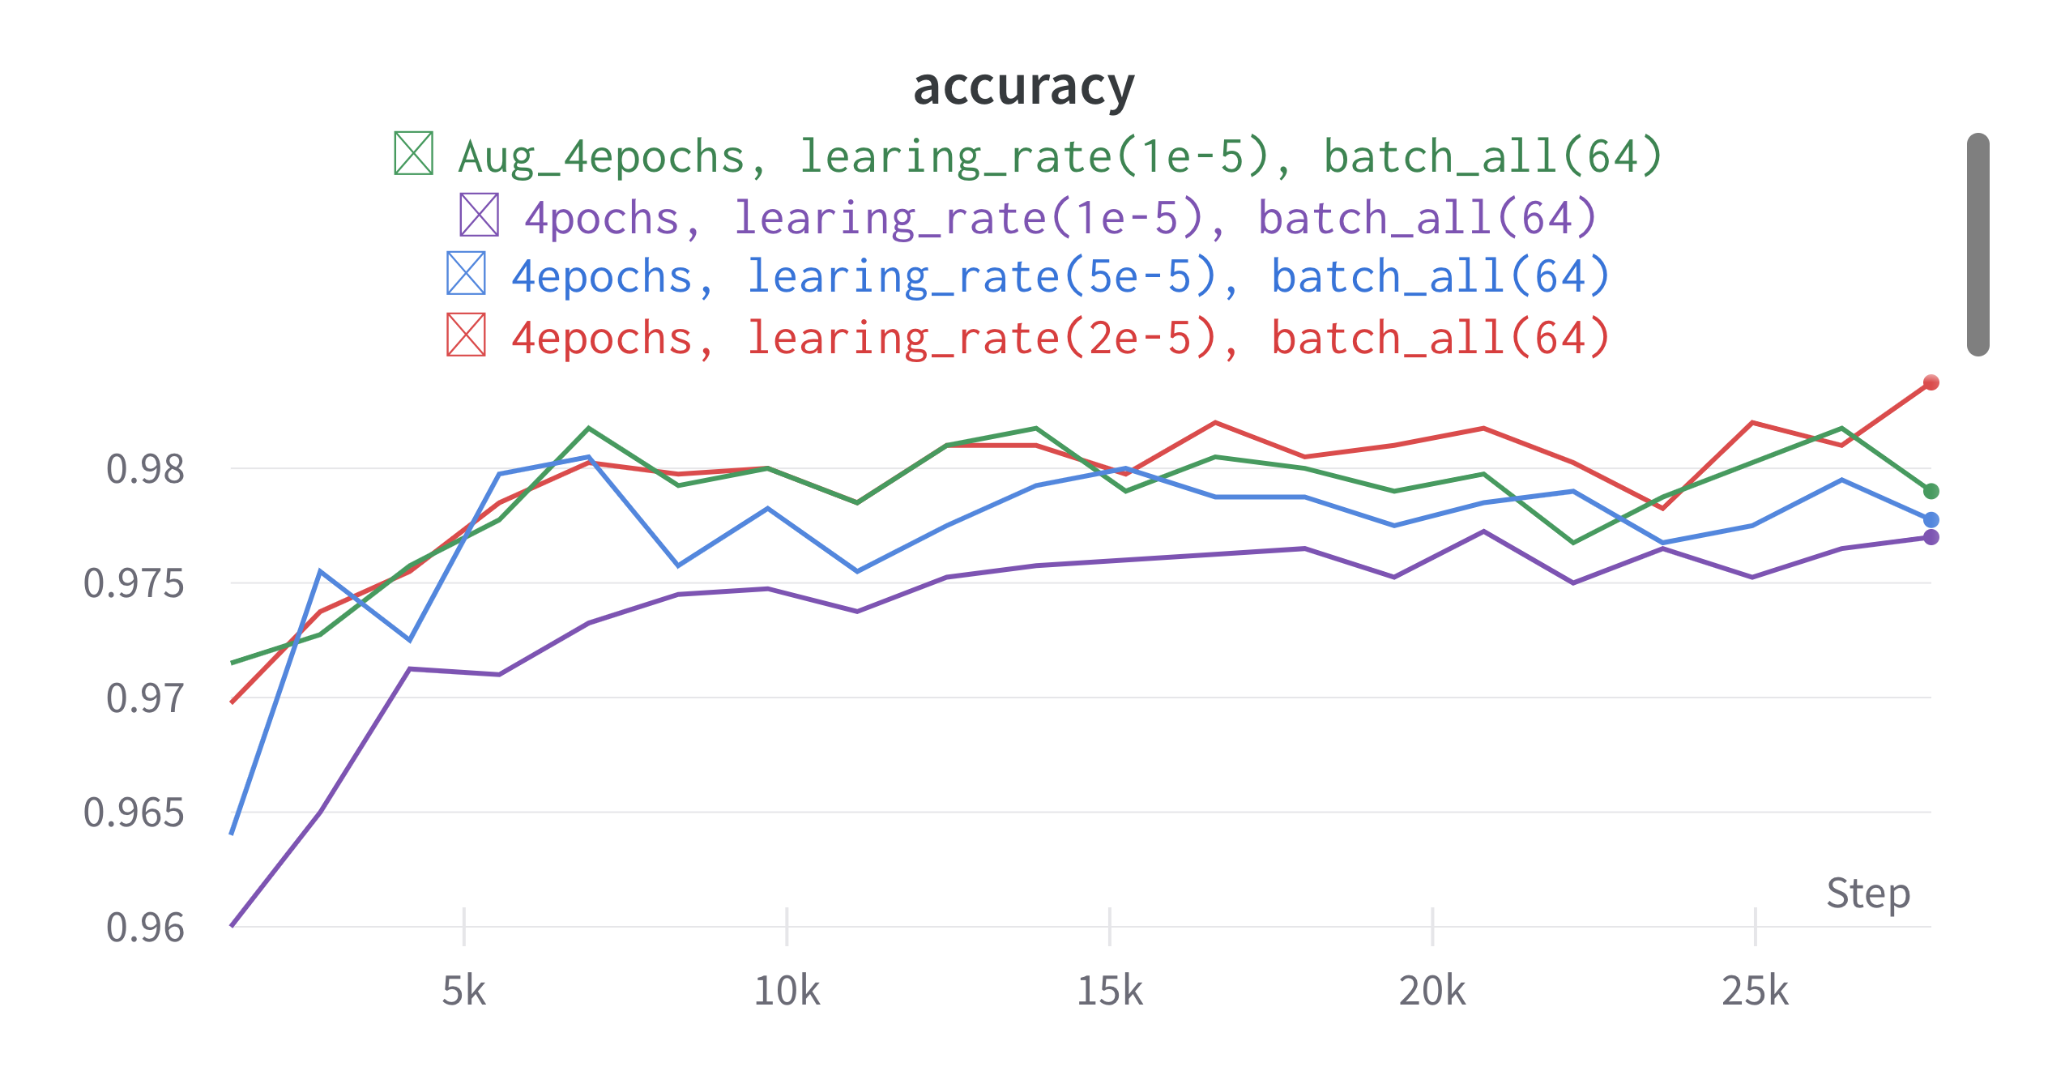 accuracy
Aug_4epochs, learing_rate(1e-5), batch_all(64)
4pochs, learing_rate(1e-5), batch_all(64)
4epochs, learing_rate(5e-5), batch_all(64)
4epochs, learing_rate(2e-5), batch_all(64)
0.98
0.975
0.97
0.965
0.96
Step
5k 10k 15k 20k 25k